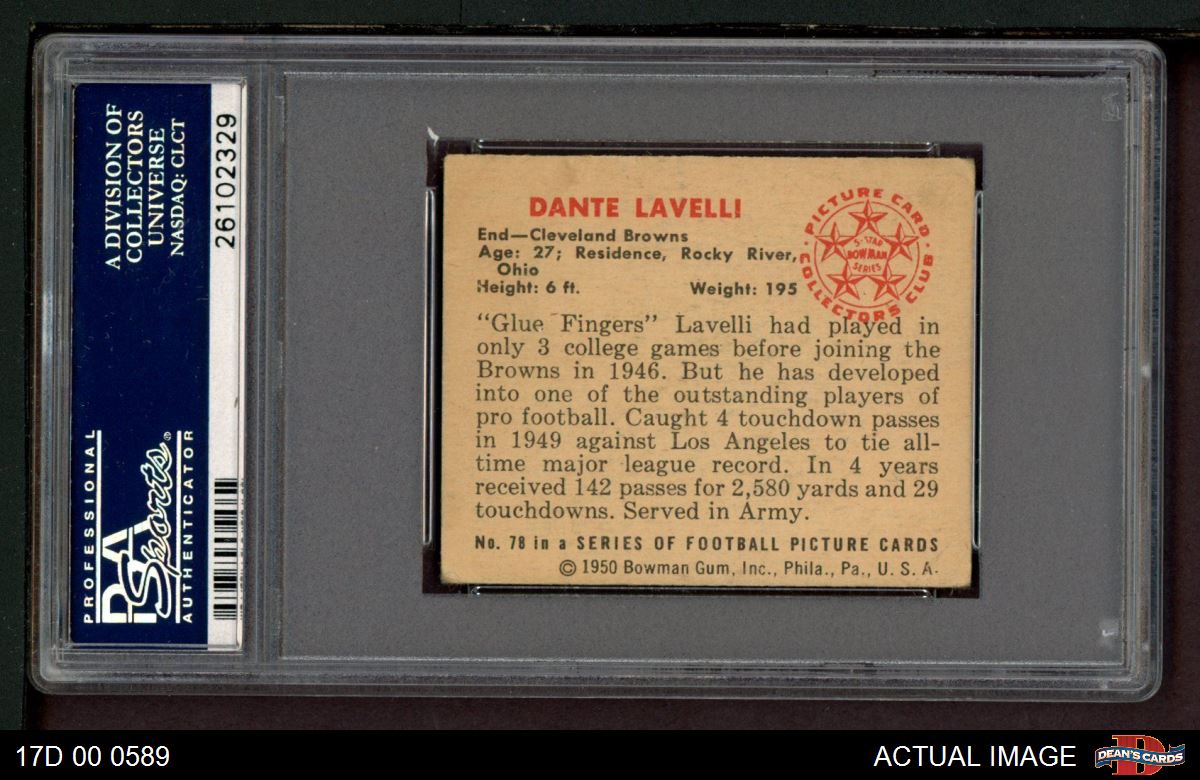 A DIVISION OF
COLLECTORS
UNIVERSE
NASDAQ: CLCT
26102329
PROFESSIONAL
PSA
Sports®
AUTHENTICATOR
DANTE LAVELLI
End—Cleveland Browns
Age: 27; Residence, Rocky River,
Ohio
Height: 6 ft. Weight: 195
PICTURE CARD
COLLECTORS CLUB
5-STAR
BOWMAN
SERIES
"Glue Fingers" Lavelli had played in
only 3 college games before joining the
Browns in 1946. But he has developed
into one of the outstanding players of
pro football. Caught 4 touchdown passes
in 1949 against Los Angeles to tie all-
time major league record. In 4 years
received 142 passes for 2,580 yards and 29
touchdowns. Served in Army.
No. 78 in a SERIES OF FOOTBALL PICTURE CARDS
© 1950 Bowman Gum, Inc., Phila., Pa., U. S. A.
17D 00 0589
ACTUAL IMAGE
D
DEAN'S CARDS